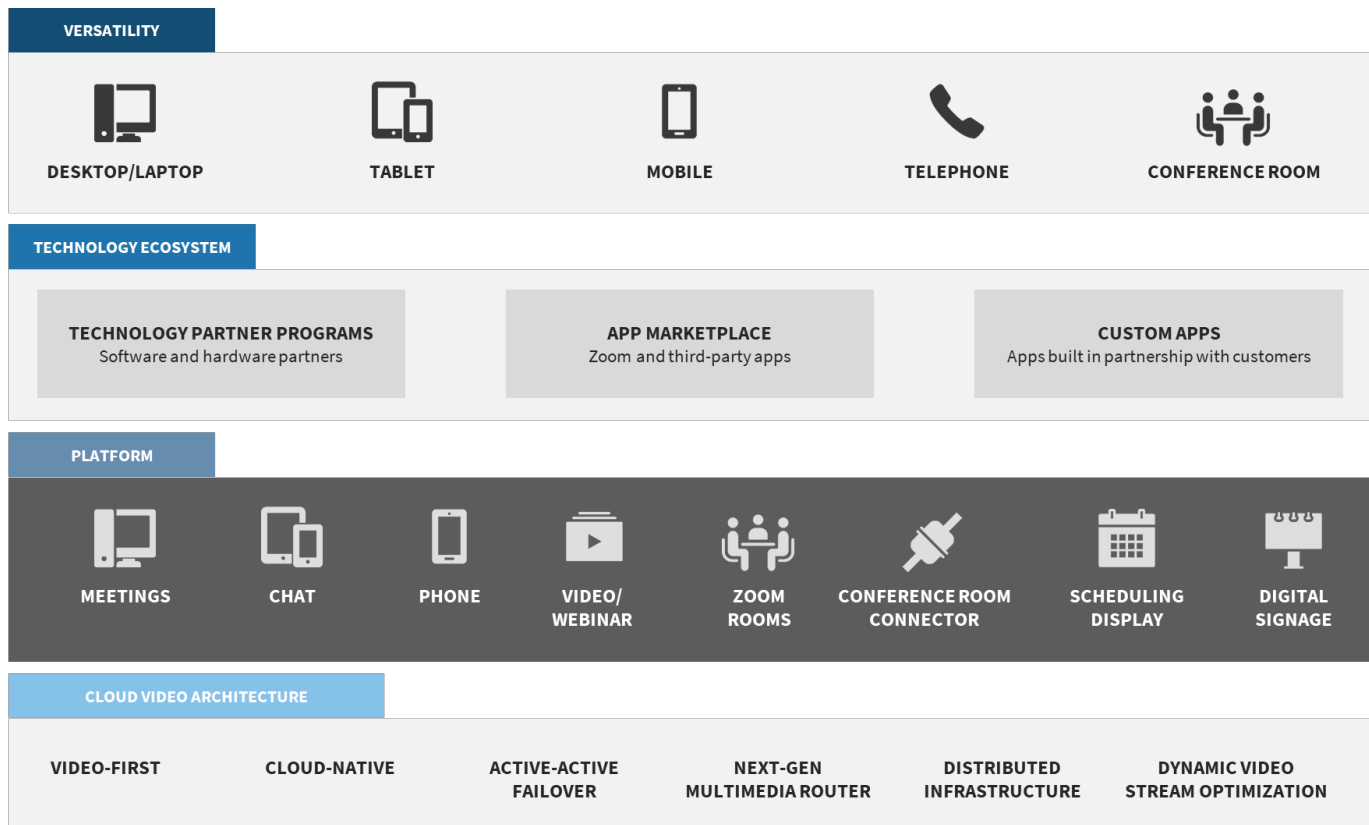 VERSATILITY
DESKTOP/LAPTOP
TABLET
MOBILE
TELEPHONE
CONFERENCE ROOM
TECHNOLOGY ECOSYSTEM
TECHNOLOGY PARTNER PROGRAMS
Software and hardware partners
APP MARKETPLACE
Zoom and third-party apps
CUSTOM APPS
Apps built in partnership with customers
PLATFORM
MEETINGS
CHAT
PHONE
VIDEO/
WEBINAR
ZOOM
ROOMS
CONFERENCE ROOM
CONNECTOR
SCHEDULING
DISPLAY
DIGITAL
SIGNAGE
CLOUD VIDEO ARCHITECTURE
VIDEO-FIRST
CLOUD-NATIVE
ACTIVE-ACTIVE
FAILOVER
NEXT-GEN
MULTIMEDIA ROUTER
DISTRIBUTED
INFRASTRUCTURE
DYNAMIC VIDEO
STREAM OPTIMIZATION